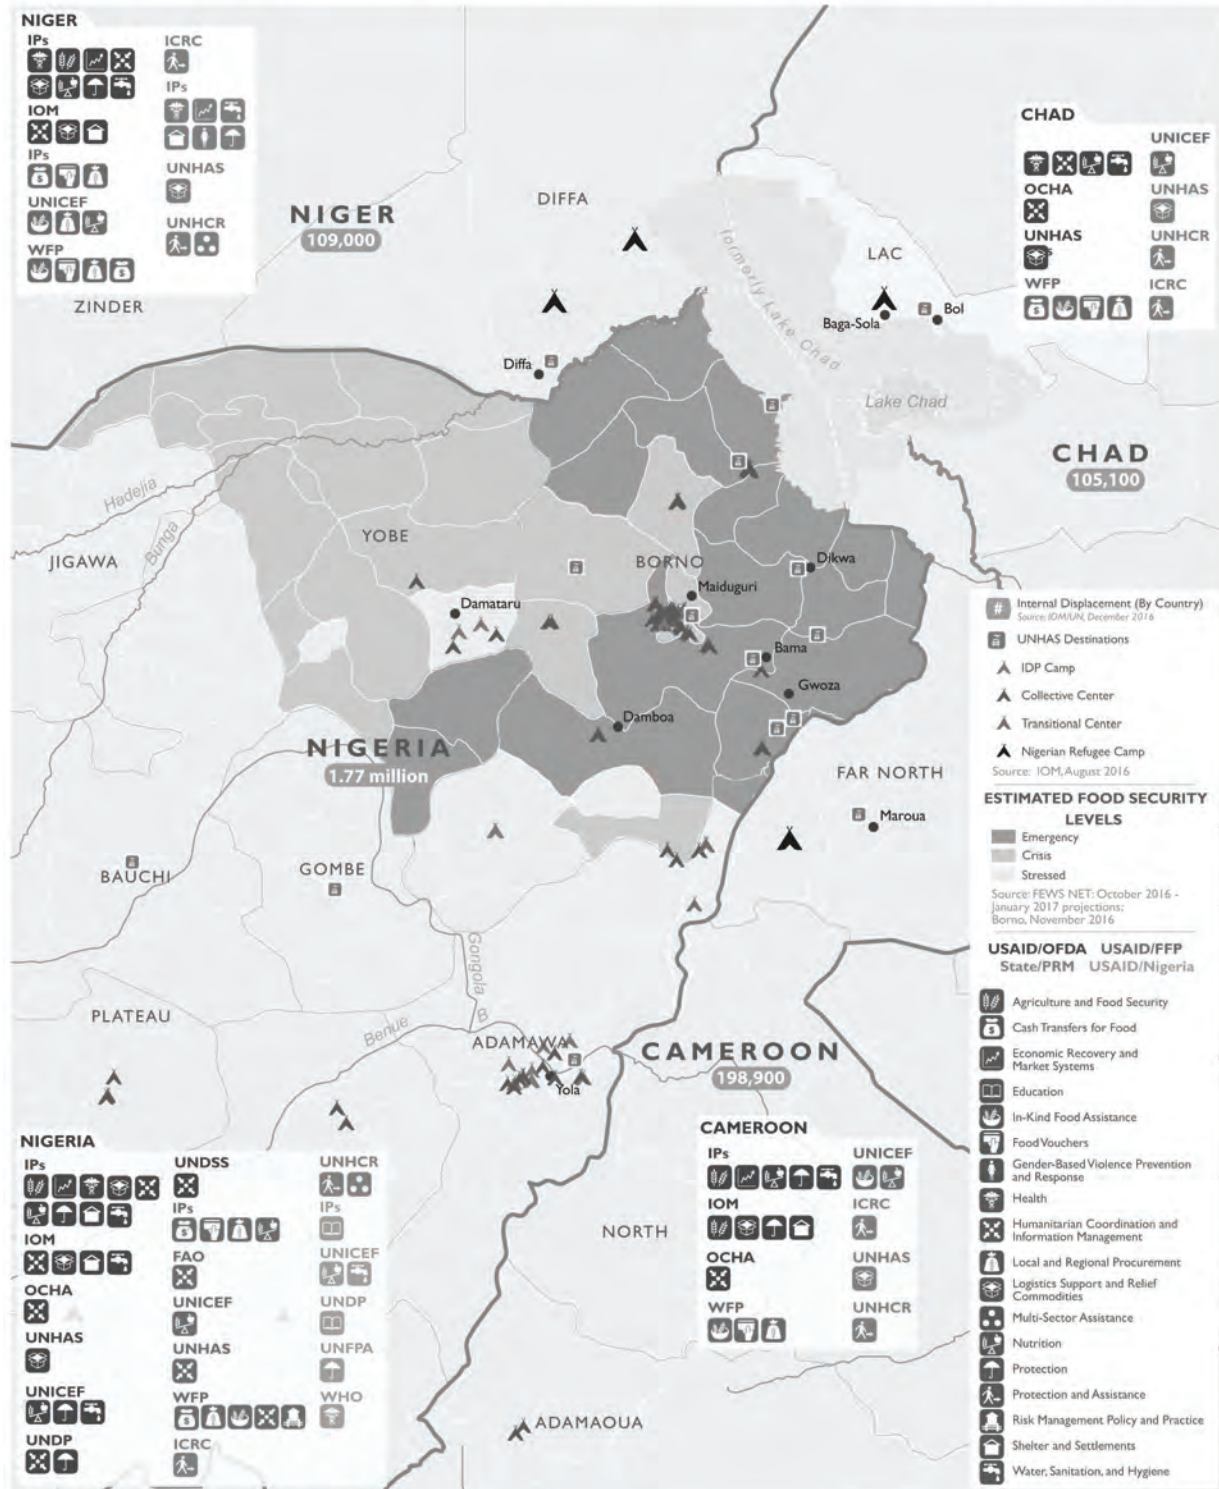 NIGER
IPs
IOM
IPs
UNICEF
WFP
ICRC
IPs
UNHAS
UNHCR
CHAD
UNICEF
OCHA
UNHAS
UNHAS
UNHCR
WFP
ICRC
NIGER
109,000
DIFFA
ZINDER
LAC
formerly Lake Chad
Baga-Sola
Bol
Diffa
Lake Chad
CHAD
105,100
Hadejia
Bunga
JIGAWA
YOBE
BORNO
Dikwa
Maiduguri
Damataru
Bama
Gwoza
Damboa
NIGERIA
1.77 million
FAR NORTH
Maroua
BAUCHI
GOMBE
Gongola
PLATEAU
Benue
B
ADAMAWA
Yola
CAMEROON
198,900
NORTH
ADAMAOUA
# Internal Displacement (By Country)
Source: IOM/UN, December 2016
UNHAS Destinations
IDP Camp
Collective Center
Transitional Center
Nigerian Refugee Camp
Source: IOM, August 2016
ESTIMATED FOOD SECURITY
LEVELS
Emergency
Crisis
Stressed
Source: FEWS NET: October 2016 -
January 2017 projections;
Borno, November 2016
USAID/OFDA USAID/FFP
State/PRM USAID/Nigeria
Agriculture and Food Security
Cash Transfers for Food
Economic Recovery and
Market Systems
Education
In-Kind Food Assistance
Food Vouchers
Gender-Based Violence Prevention
and Response
Health
Humanitarian Coordination and
Information Management
Local and Regional Procurement
Logistics Support and Relief
Commodities
Multi-Sector Assistance
Nutrition
Protection
Protection and Assistance
Risk Management Policy and Practice
Shelter and Settlements
Water, Sanitation, and Hygiene
NIGERIA
IPs
IOM
OCHA
UNHAS
UNICEF
UNDP
UNDSS
IPs
FAO
UNICEF
UNHAS
WFP
ICRC
UNHCR
IPs
UNICEF
UNDP
UNFPA
WHO
CAMEROON
IPs
IOM
OCHA
WFP
UNICEF
ICRC
UNHAS
UNHCR